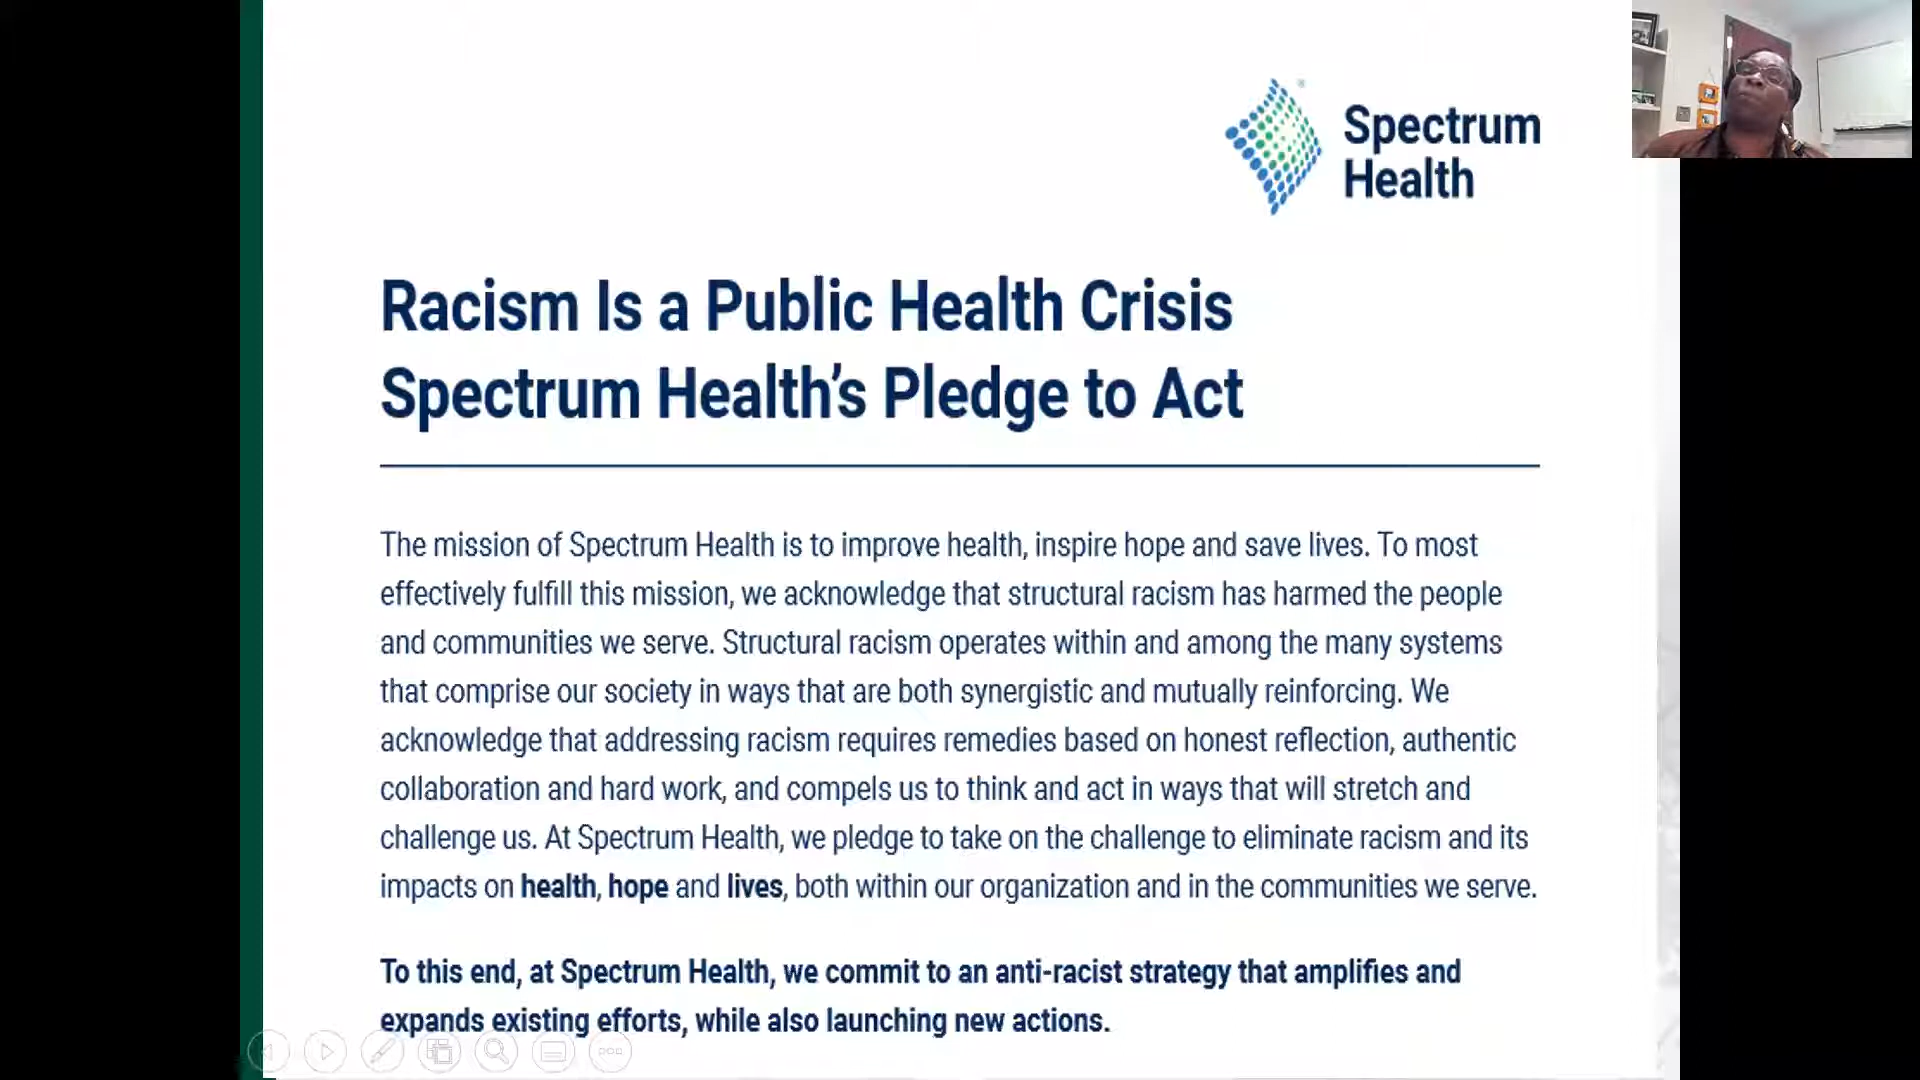 Spectrum
Health
Racism Is a Public Health Crisis
Spectrum Health’s Pledge to Act
The mission of Spectrum Health is to improve health, inspire hope and save lives. To most
effectively fulfill this mission, we acknowledge that structural racism has harmed the people
and communities we serve. Structural racism operates within and among the many systems
that comprise our society in ways that are both synergistic and mutually reinforcing. We
acknowledge that addressing racism requires remedies based on honest reflection, authentic
collaboration and hard work, and compels us to think and act in ways that will stretch and
challenge us. At Spectrum Health, we pledge to take on the challenge to eliminate racism and its
impacts on health, hope and lives, both within our organization and in the communities we serve.
To this end, at Spectrum Health, we commit to an anti-racist strategy that amplifies and
expands existing efforts, while also launching new actions.